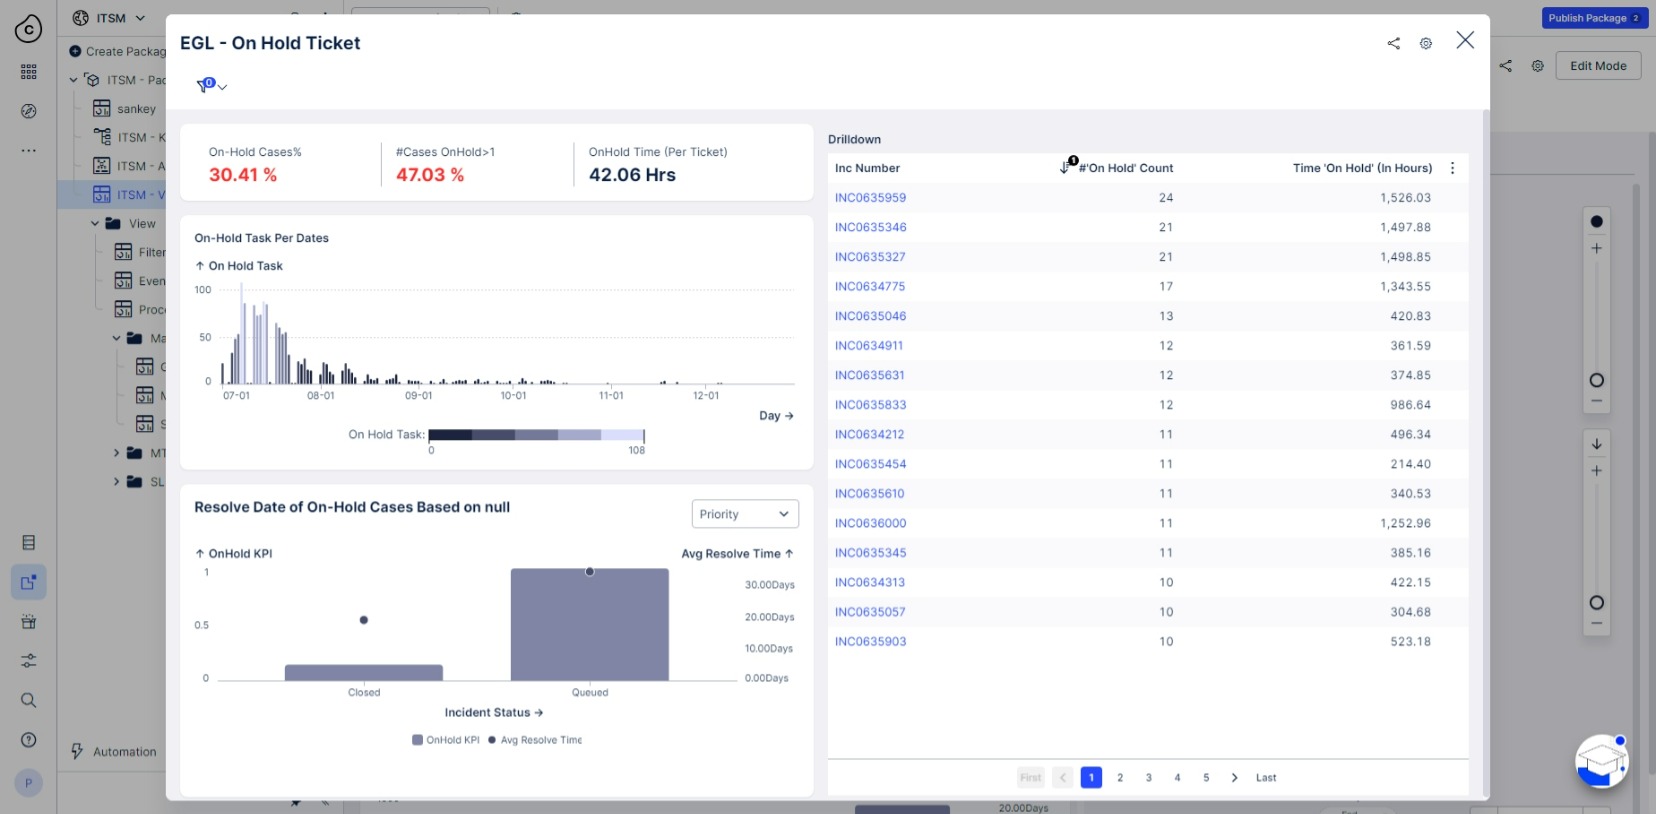 ITSM
Publish Package 2
Create Packag
ITSM - Pac
sankey
ITSM - K
ITSM - A
ITSM - V
View
Filter
Even
Proce
Ma
G
M
S
MT
SL
Automation
P
Edit Mode
EGL - On Hold Ticket
0
On-Hold Cases%
30.41 %
#Cases OnHold>1
47.03 %
OnHold Time (Per Ticket)
42.06 Hrs
On-Hold Task Per Dates
↑ On Hold Task
100
50
0
07-01 08-01 09-01 10-01 11-01 12-01
Day →
On Hold Task:
0 108
Resolve Date of On-Hold Cases Based on null
Priority
↑ OnHold KPI
Avg Resolve Time ↑
1
0.5
0
30.00Days
20.00Days
10.00Days
0.00Days
Closed Queued
Incident Status →
OnHold KPI Avg Resolve Time
Drilldown
Inc Number 1 #'On Hold' Count Time 'On Hold' (In Hours)
INC0635959 24 1,526.03
INC0635346 21 1,497.88
INC0635327 21 1,498.85
INC0634775 17 1,343.55
INC0635046 13 420.83
INC0634911 12 361.59
INC0635631 12 374.85
INC0635833 12 986.64
INC0634212 11 496.34
INC0635454 11 214.40
INC0635610 11 340.53
INC0636000 11 1,252.96
INC0635345 11 385.16
INC0634313 10 422.15
INC0635057 10 304.68
INC0635903 10 523.18
First 1 2 3 4 5 Last
20.00Days